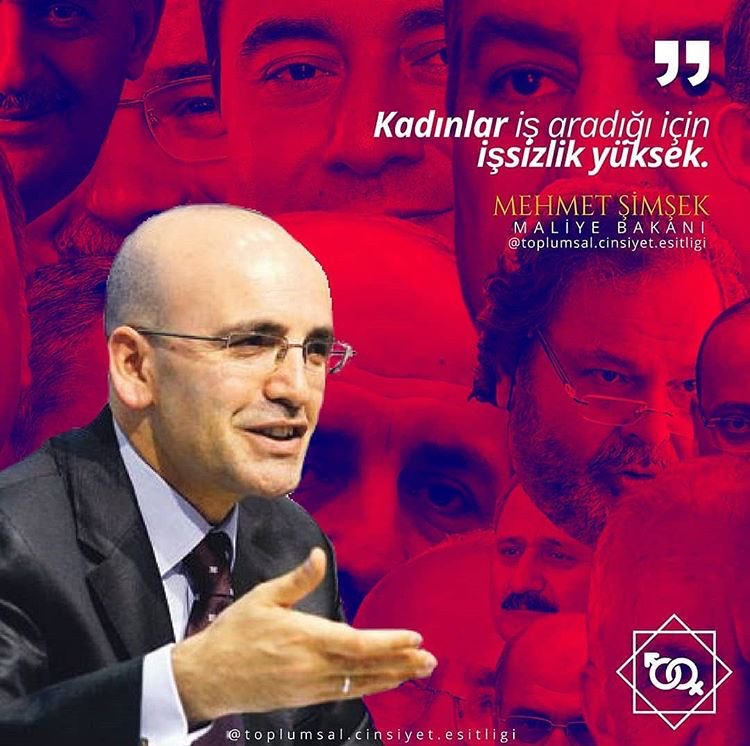 ”
Kadınlar iş aradığı için
işsizlik yüksek.
MEHMET ŞİMŞEK
MALİYE BAKANI
@toplumsal.cinsiyet.esitligi
@toplumsal.cinsiyet.esitligi